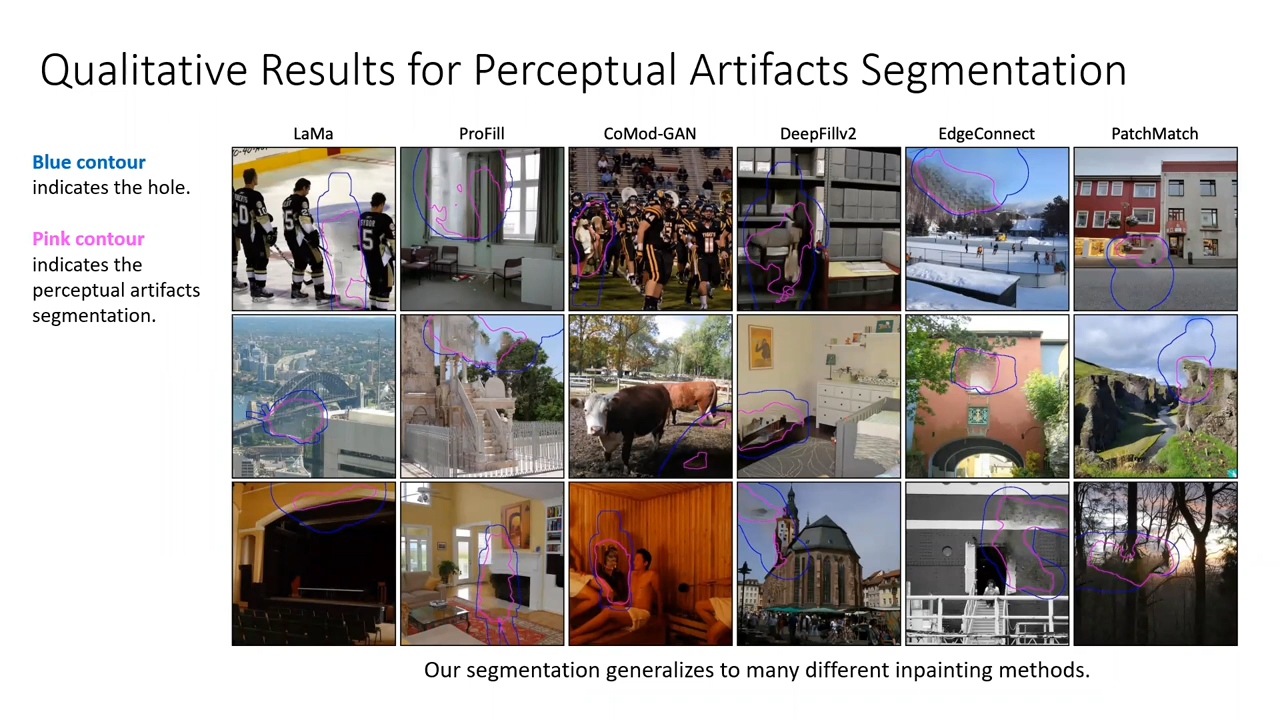 Qualitative Results for Perceptual Artifacts Segmentation
LaMa
ProFill
CoMod-GAN
DeepFillv2
EdgeConnect
PatchMatch
Blue contour
indicates the hole.
Pink contour
indicates the
perceptual artifacts
segmentation.
Our segmentation generalizes to many different inpainting methods.